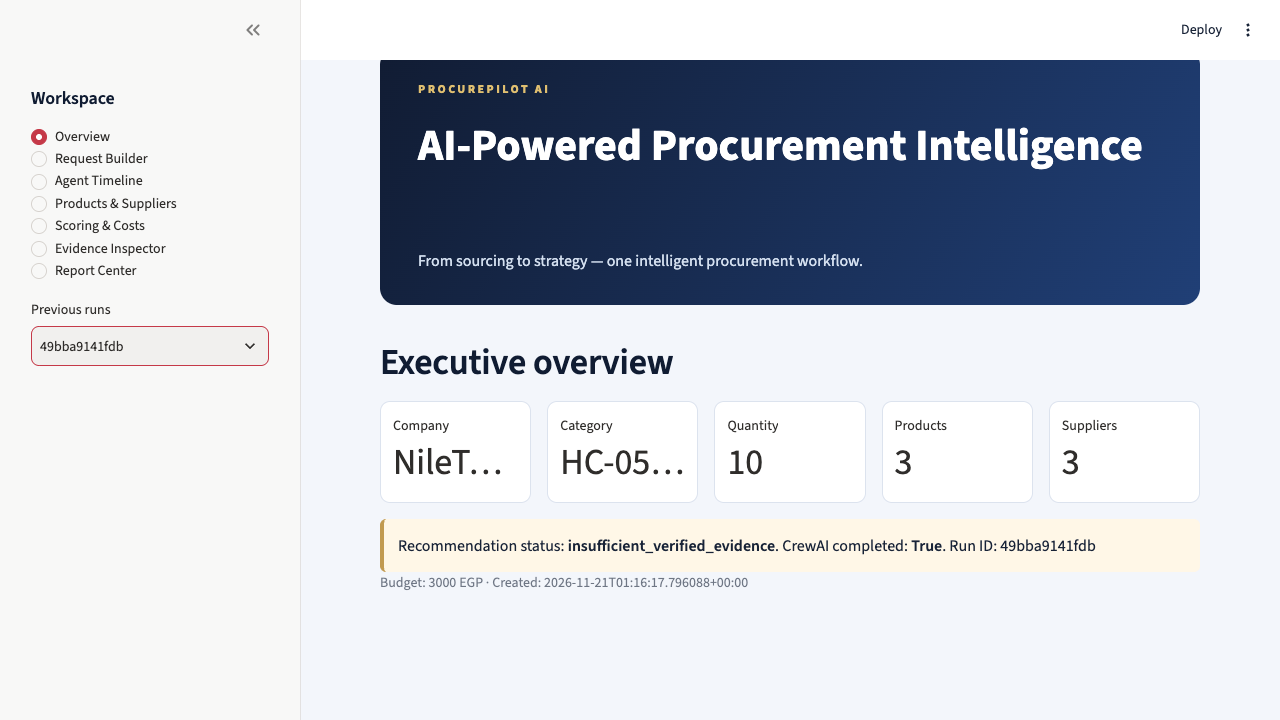 Deploy
Workspace
Overview
Request Builder
Agent Timeline
Products & Suppliers
Scoring & Costs
Evidence Inspector
Report Center
Previous runs
49bba9141fdb
PROCUREPILOT AI
AI-Powered Procurement Intelligence
From sourcing to strategy — one intelligent procurement workflow.
Executive overview
Company
NileT…
Category
HC-05…
Quantity
10
Products
3
Suppliers
3
Recommendation status: insufficient_verified_evidence. CrewAI completed: True. Run ID: 49bba9141fdb
Budget: 3000 EGP · Created: 2026-11-21T01:16:17.796088+00:00